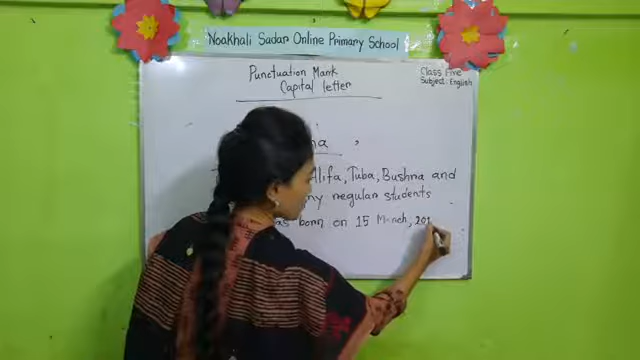 Noakhali Sadar Online Primary School
Punctuation Mark
Capital letter
Class Five
Subject: English
,
Alifa, Tuba, Bushra and
my regular students
born on 15 March, 201